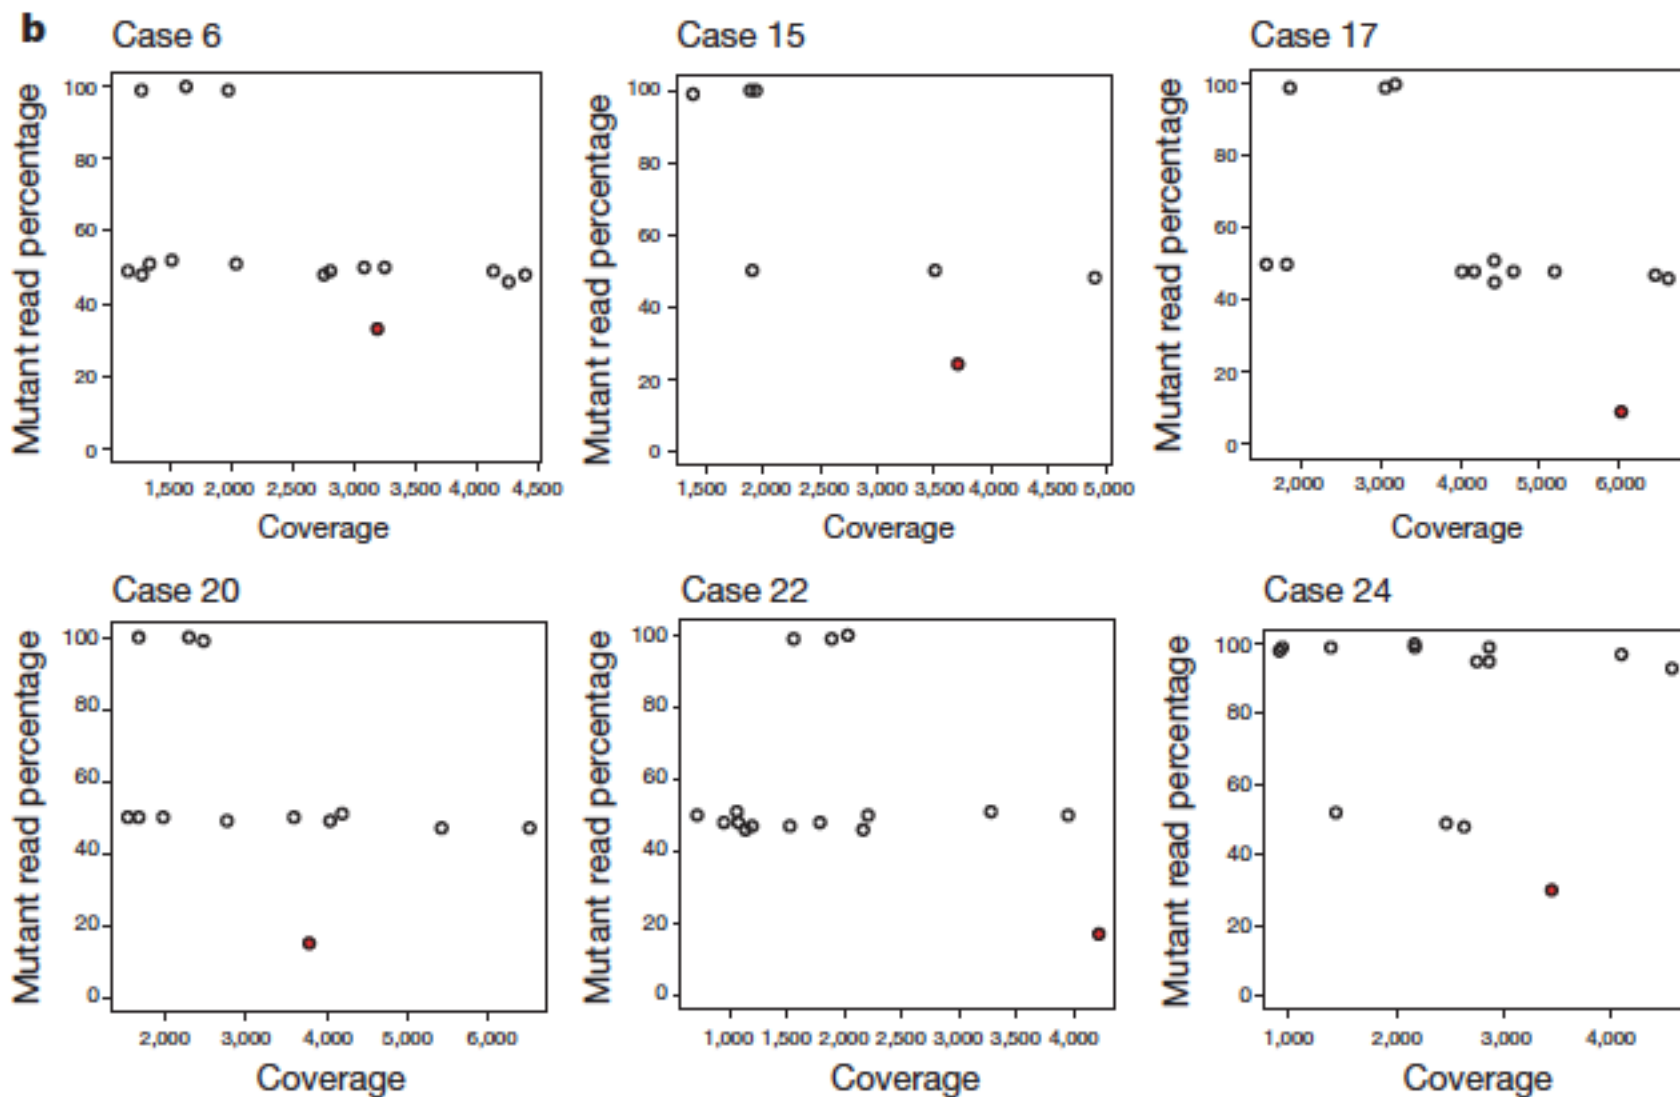 b
Case 6
Mutant read percentage
100
80
60
40
20
0
1,500 2,000 2,500 3,000 3,500 4,000 4,500
Coverage
Case 15
Mutant read percentage
100
80
60
40
20
0
1,500 2,000 2,500 3,000 3,500 4,000 4,500 5,000
Coverage
Case 17
Mutant read percentage
100
80
60
40
20
0
2,000 3,000 4,000 5,000 6,000
Coverage
Case 20
Mutant read percentage
100
80
60
40
20
0
2,000 3,000 4,000 5,000 6,000
Coverage
Case 22
Mutant read percentage
100
80
60
40
20
0
1,000 1,500 2,000 2,500 3,000 3,500 4,000
Coverage
Case 24
Mutant read percentage
100
80
60
40
20
0
1,000 2,000 3,000 4,000
Coverage